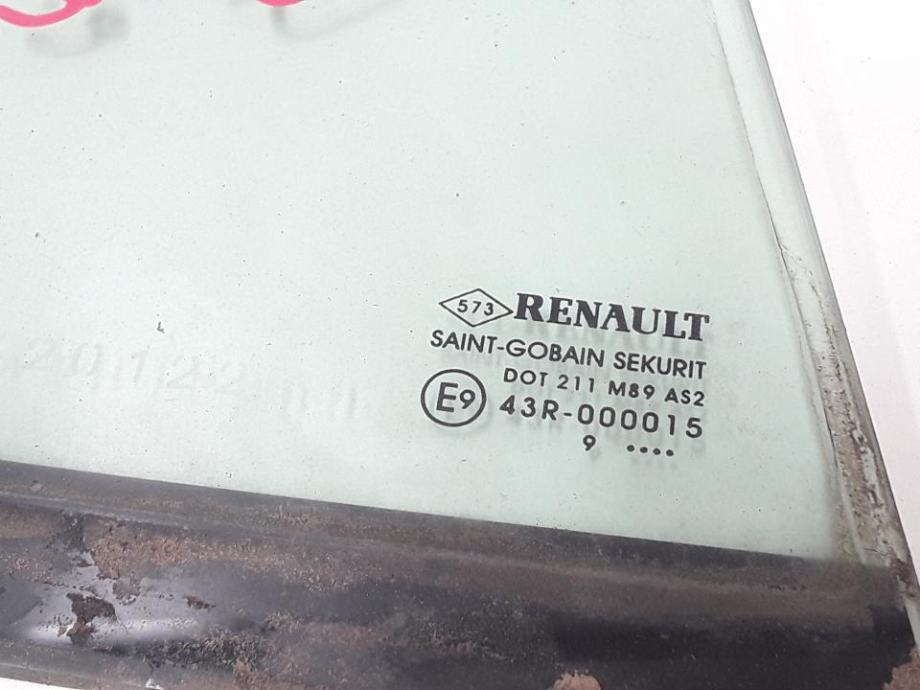 573 RENAULT
SAINT-GOBAIN SEKURIT
DOT 211 M89 AS2
E9 43R-000015
9 ....